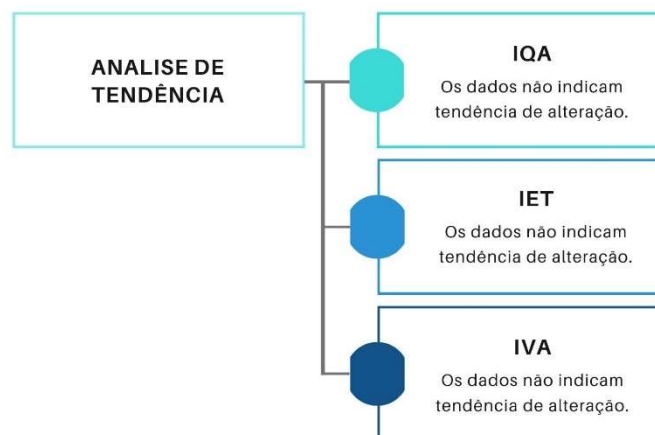 ANALISE DE
TENDÊNCIA
IQA
Os dados não indicam
tendência de alteração.
IET
Os dados não indicam
tendência de alteração.
IVA
Os dados não indicam
tendência de alteração.